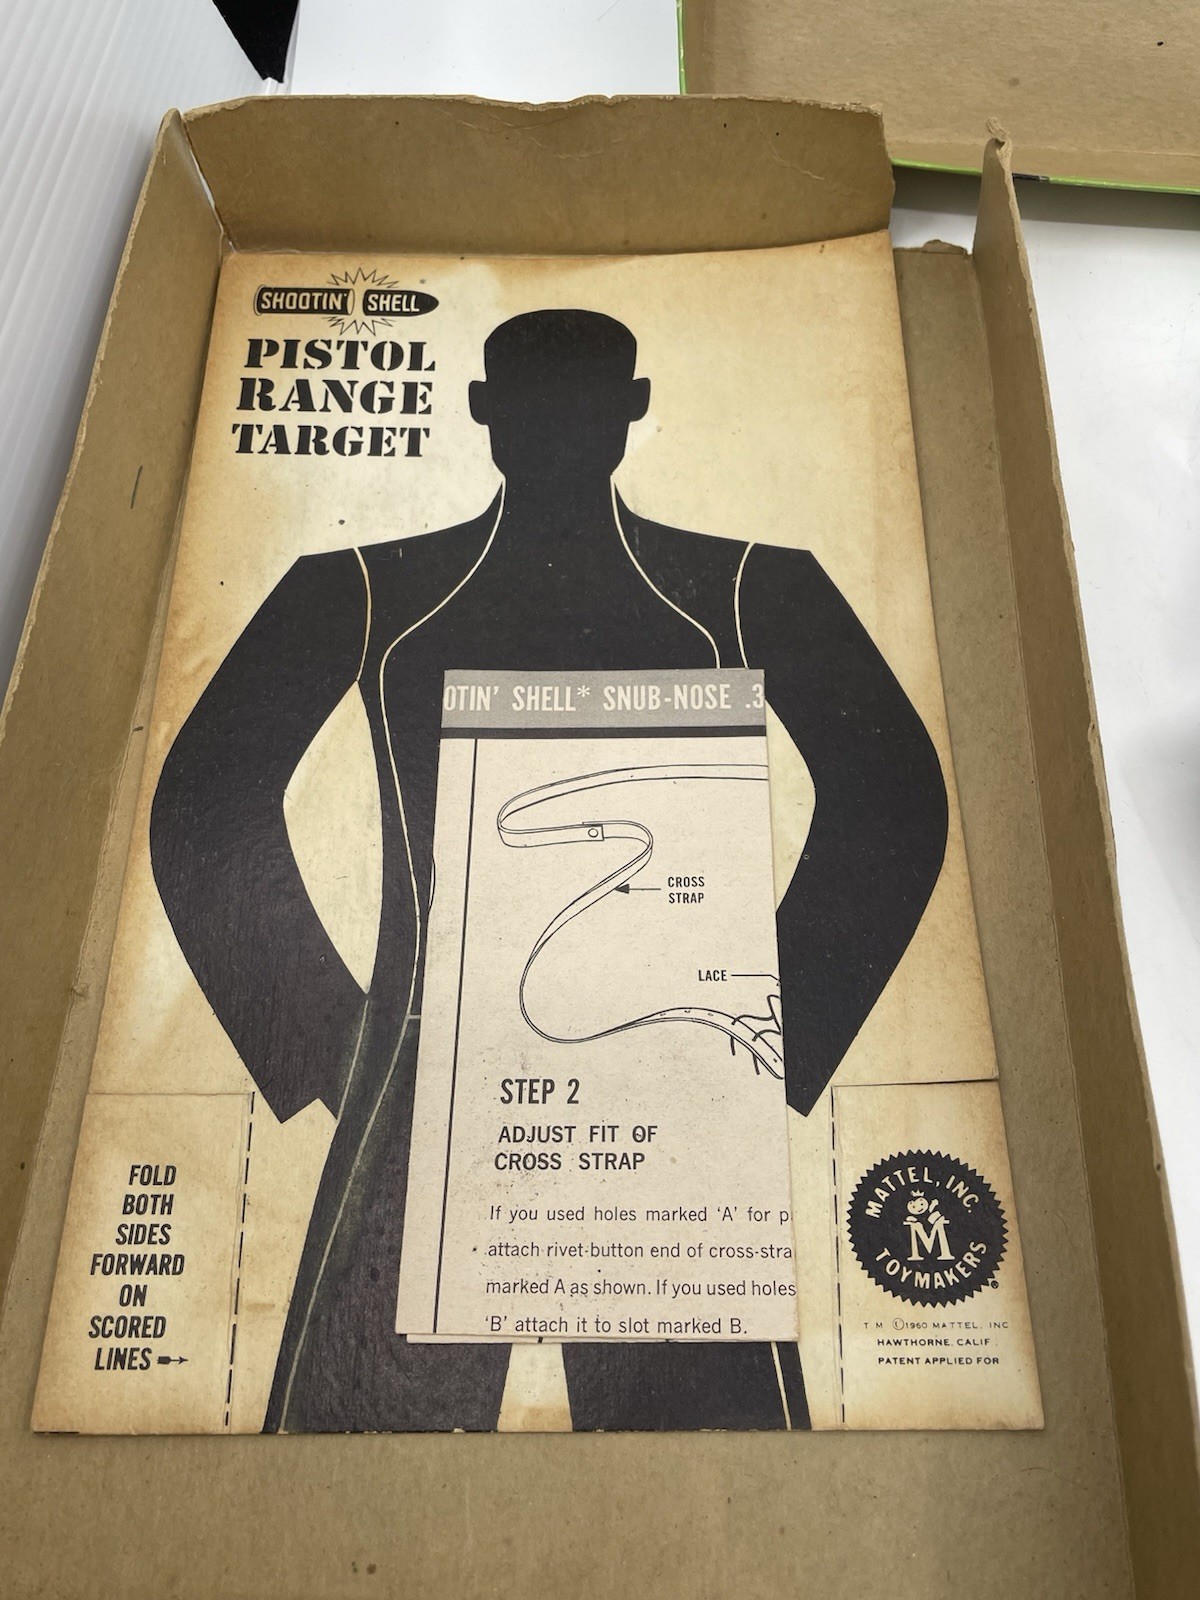 SHOOTIN' SHELL
PISTOL
RANGE
TARGET
OTIN' SHELL* SNUB-NOSE .3
CROSS
STRAP
LACE
STEP 2
ADJUST FIT OF
CROSS STRAP
If you used holes marked 'A' for p
attach rivet-button end of cross-stra
marked A as shown. If you used holes
'B' attach it to slot marked B.
FOLD
BOTH
SIDES
FORWARD
ON
SCORED
LINES
MATTEL, INC.
M
TOYMAKERS
®
T M ©1960 MATTEL, INC
HAWTHORNE, CALIF.
PATENT APPLIED FOR